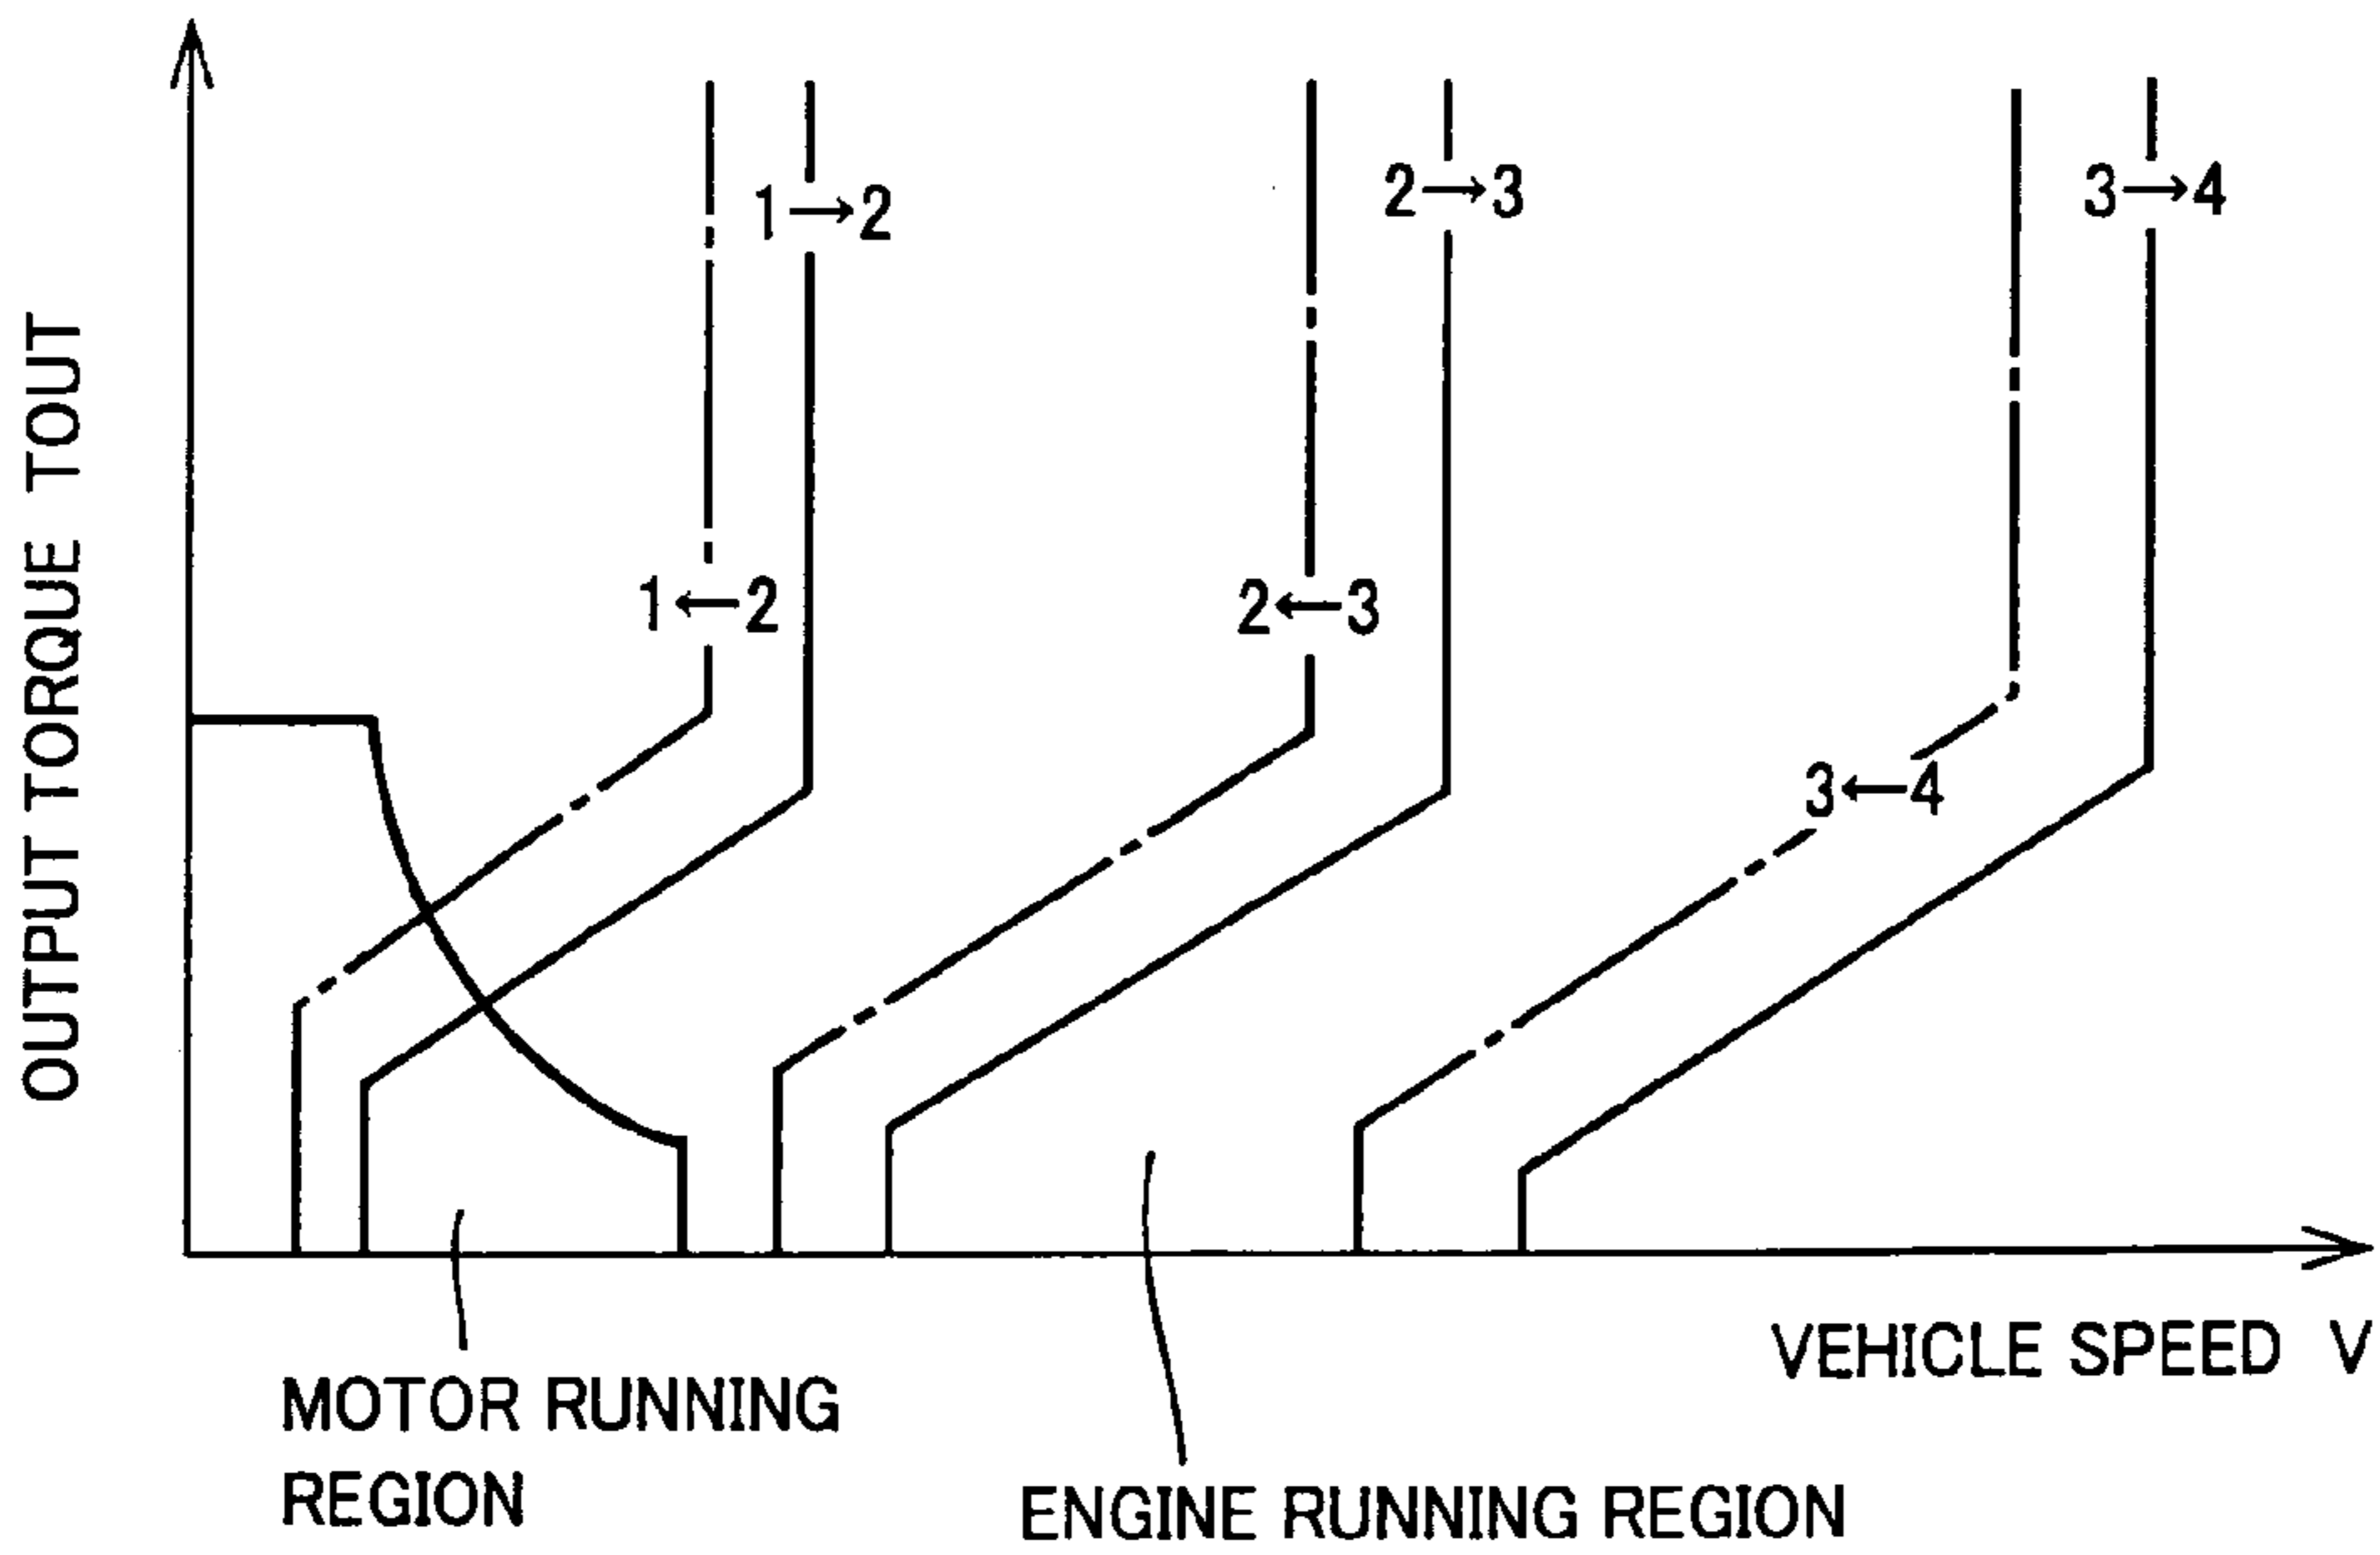 OUTPUT TORQUE TOUT
1→2
2→3
3→4
1←2
2←3
3←4
VEHICLE SPEED V
MOTOR RUNNING
REGION
ENGINE RUNNING REGION